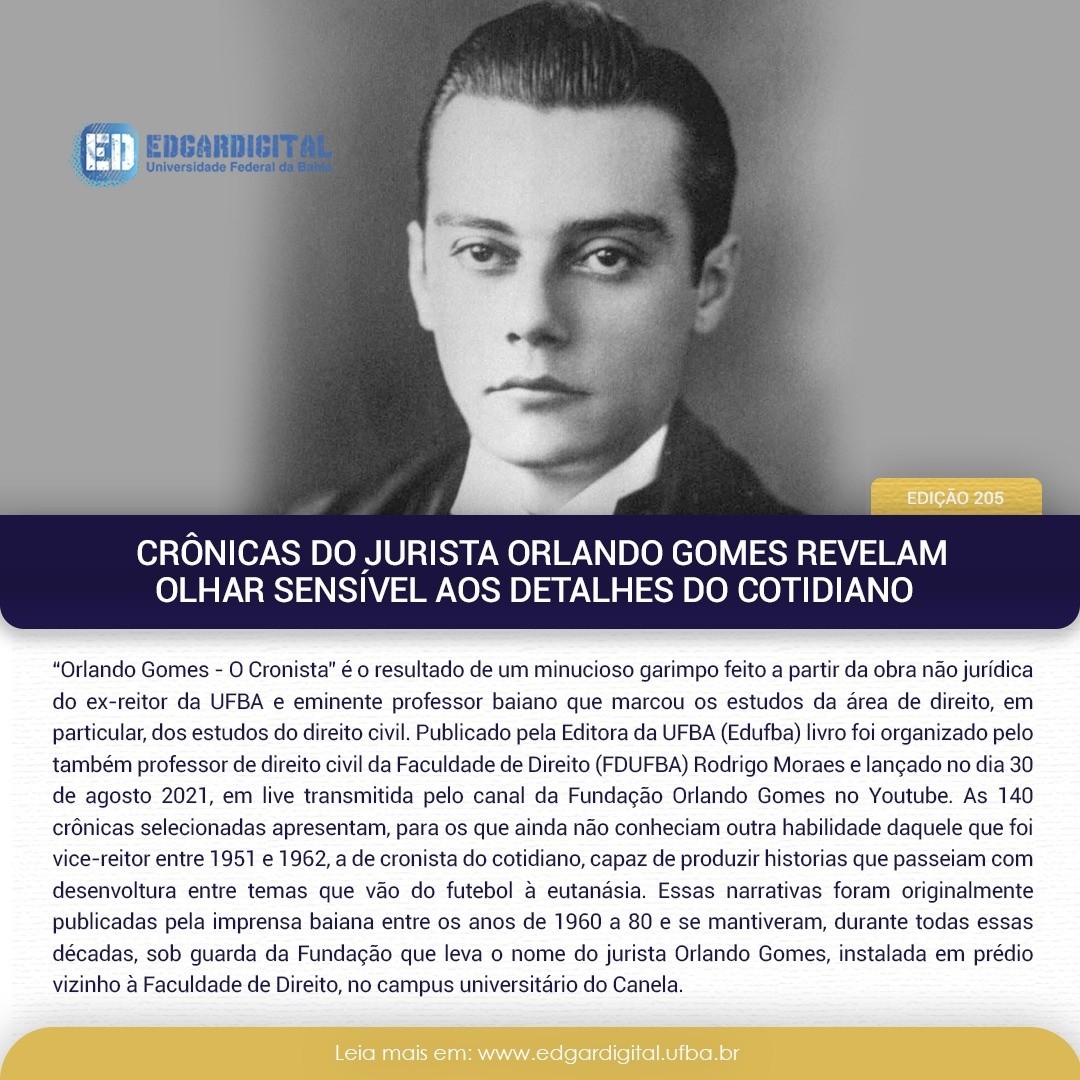 ED
EDGARDIGITAL
Universidade Federal da Bahia
EDIÇÃO 205
CRÔNICAS DO JURISTA ORLANDO GOMES REVELAM
OLHAR SENSÍVEL AOS DETALHES DO COTIDIANO
“Orlando Gomes - O Cronista” é o resultado de um minucioso garimpo feito a partir da obra não jurídica
do ex-reitor da UFBA e eminente professor baiano que marcou os estudos da área de direito, em
particular, dos estudos do direito civil. Publicado pela Editora da UFBA (Edufba) livro foi organizado pelo
também professor de direito civil da Faculdade de Direito (FDUFBA) Rodrigo Moraes e lançado no dia 30
de agosto 2021, em live transmitida pelo canal da Fundação Orlando Gomes no Youtube. As 140
crônicas selecionadas apresentam, para os que ainda não conheciam outra habilidade daquele que foi
vice-reitor entre 1951 e 1962, a de cronista do cotidiano, capaz de produzir historias que passeiam com
desenvoltura entre temas que vão do futebol à eutanásia. Essas narrativas foram originalmente
publicadas pela imprensa baiana entre os anos de 1960 a 80 e se mantiveram, durante todas essas
décadas, sob guarda da Fundação que leva o nome do jurista Orlando Gomes, instalada em prédio
vizinho à Faculdade de Direito, no campus universitário do Canela.
Leia mais em: www.edgardigital.ufba.br